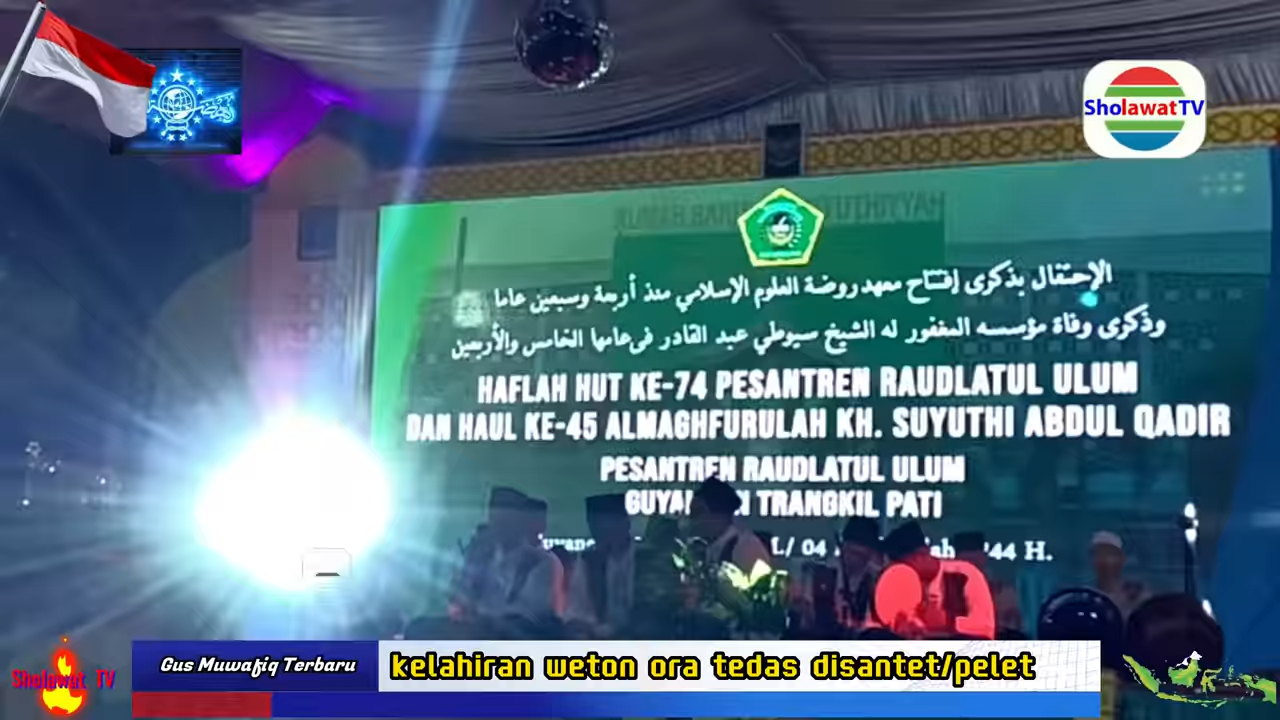 SholawatTV
الإحتفال بذكرى إفتتاح معهد روضة العلوم الإسلامي منذ أربعة وسبعين عاما
وذكرى وفاة مؤسسه المغفور له الشيخ سيوطي عبد القادر في عامها الخامس والأربعين
HAFLAH HUT KE-74 PESANTREN RAUDLATUL ULUM
DAN HAUL KE-45 ALMAGHFURULAH KH. SUYUTHI ABDUL QADIR
PESANTREN RAUDLATUL ULUM
TRANGKIL PATI
/ 04 H.
Sholawat TV
Gus Muwafiq Terbaru
kelahiran weton ora tedas disantet/pelet